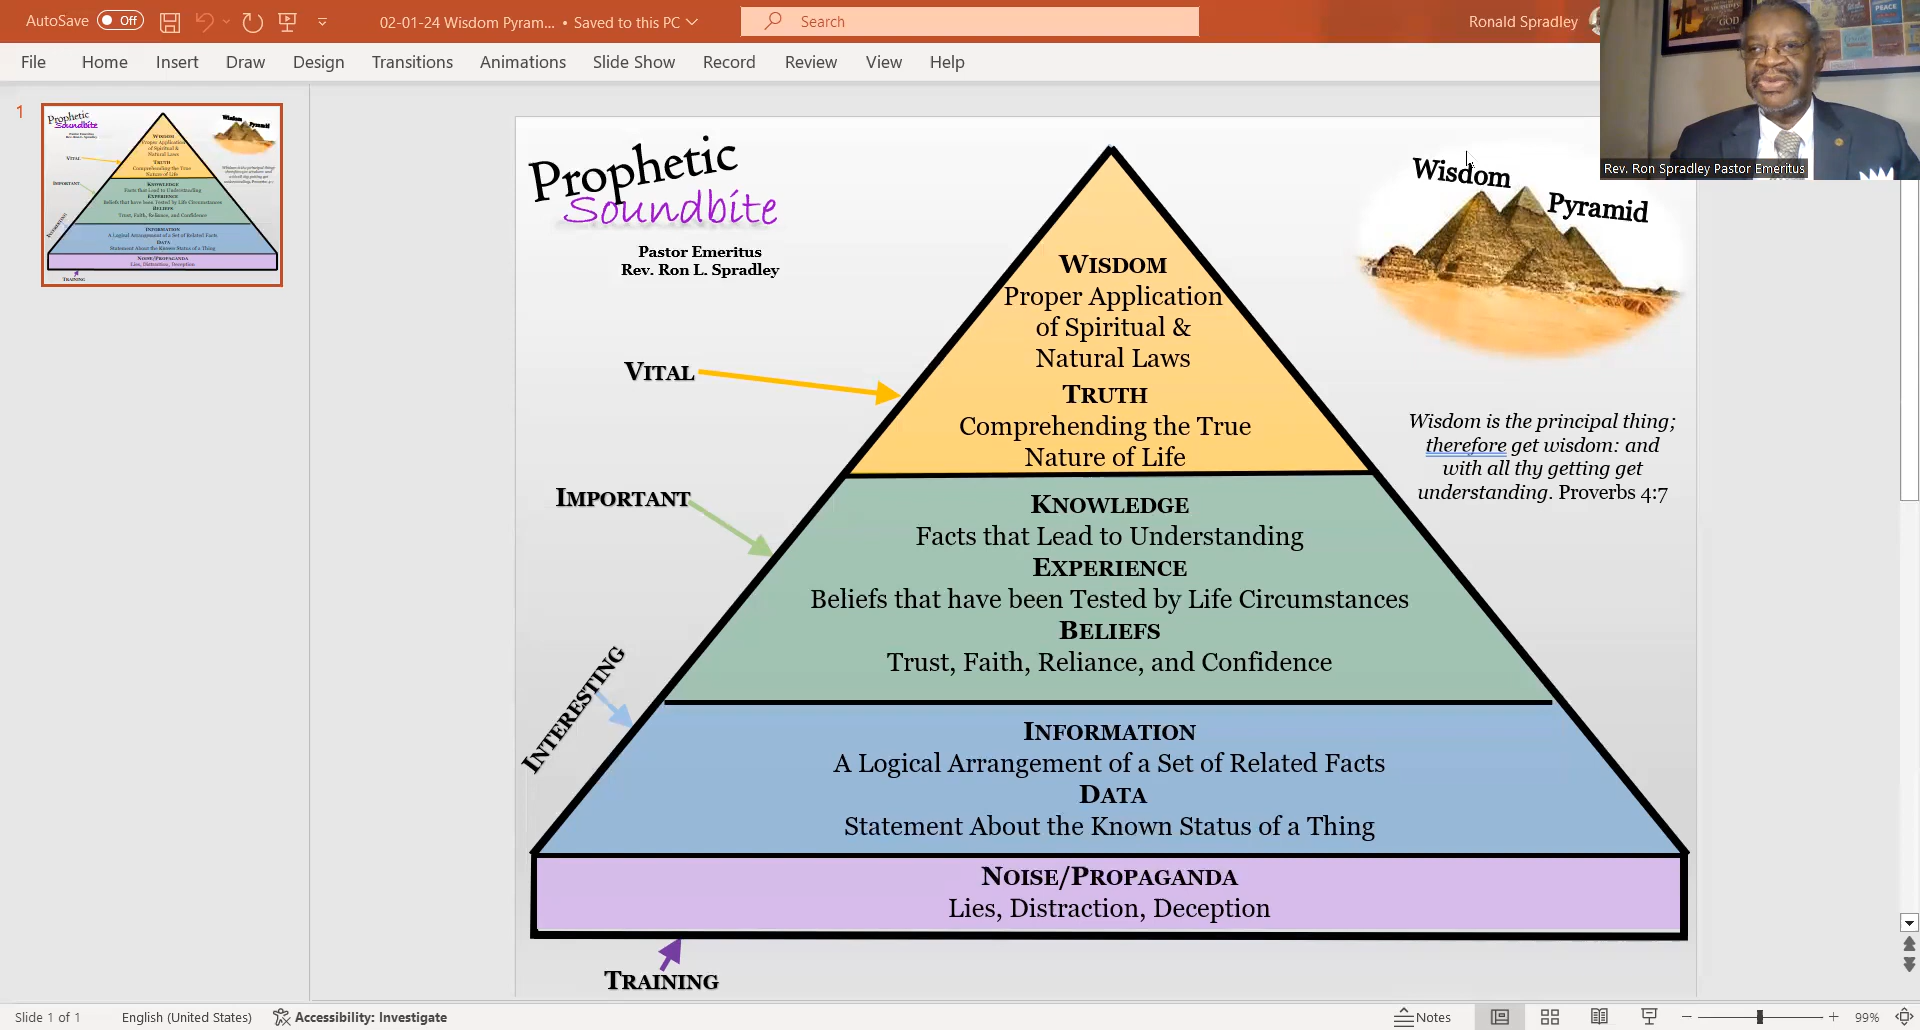 AutoSave Off 02-01-24 Wisdom Pyram... • Saved to this PC Search Ronald Spradley
File Home Insert Draw Design Transitions Animations Slide Show Record Review View Help
PEACE
GOD
Rev. Ron Spradley Pastor Emeritus
1
Prophetic
Soundbite
Pastor Emeritus
Rev. Ron L. Spradley
Wisdom
Pyramid
WISDOM
Proper Application
of Spiritual &
Natural Laws
VITAL
TRUTH
Comprehending the True
Nature of Life
Wisdom is the principal thing;
therefore get wisdom: and
with all thy getting get
understanding. Proverbs 4:7
IMPORTANT
KNOWLEDGE
Facts that Lead to Understanding
EXPERIENCE
Beliefs that have been Tested by Life Circumstances
BELIEFS
Trust, Faith, Reliance, and Confidence
INTERESTING
INFORMATION
A Logical Arrangement of a Set of Related Facts
DATA
Statement About the Known Status of a Thing
NOISE/PROPAGANDA
Lies, Distraction, Deception
TRAINING
Slide 1 of 1 English (United States) Accessibility: Investigate Notes 99%